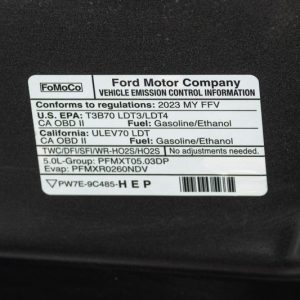 FoMoCo
Ford Motor Company
VEHICLE EMISSION CONTROL INFORMATION
Conforms to regulations: 2023 MY FFV
U.S. EPA: T3B70 LDT3/LDT4
CA OBD II Fuel: Gasoline/Ethanol
California: ULEV70 LDT
CA OBD II Fuel: Gasoline/Ethanol
TWC/DFI/SFI/WR-HO2S/HO2S No adjustments needed.
5.0L-Group: PFMXT05.03DP
Evap: PFMXR0260NDV
PW7E-9C485-HEP